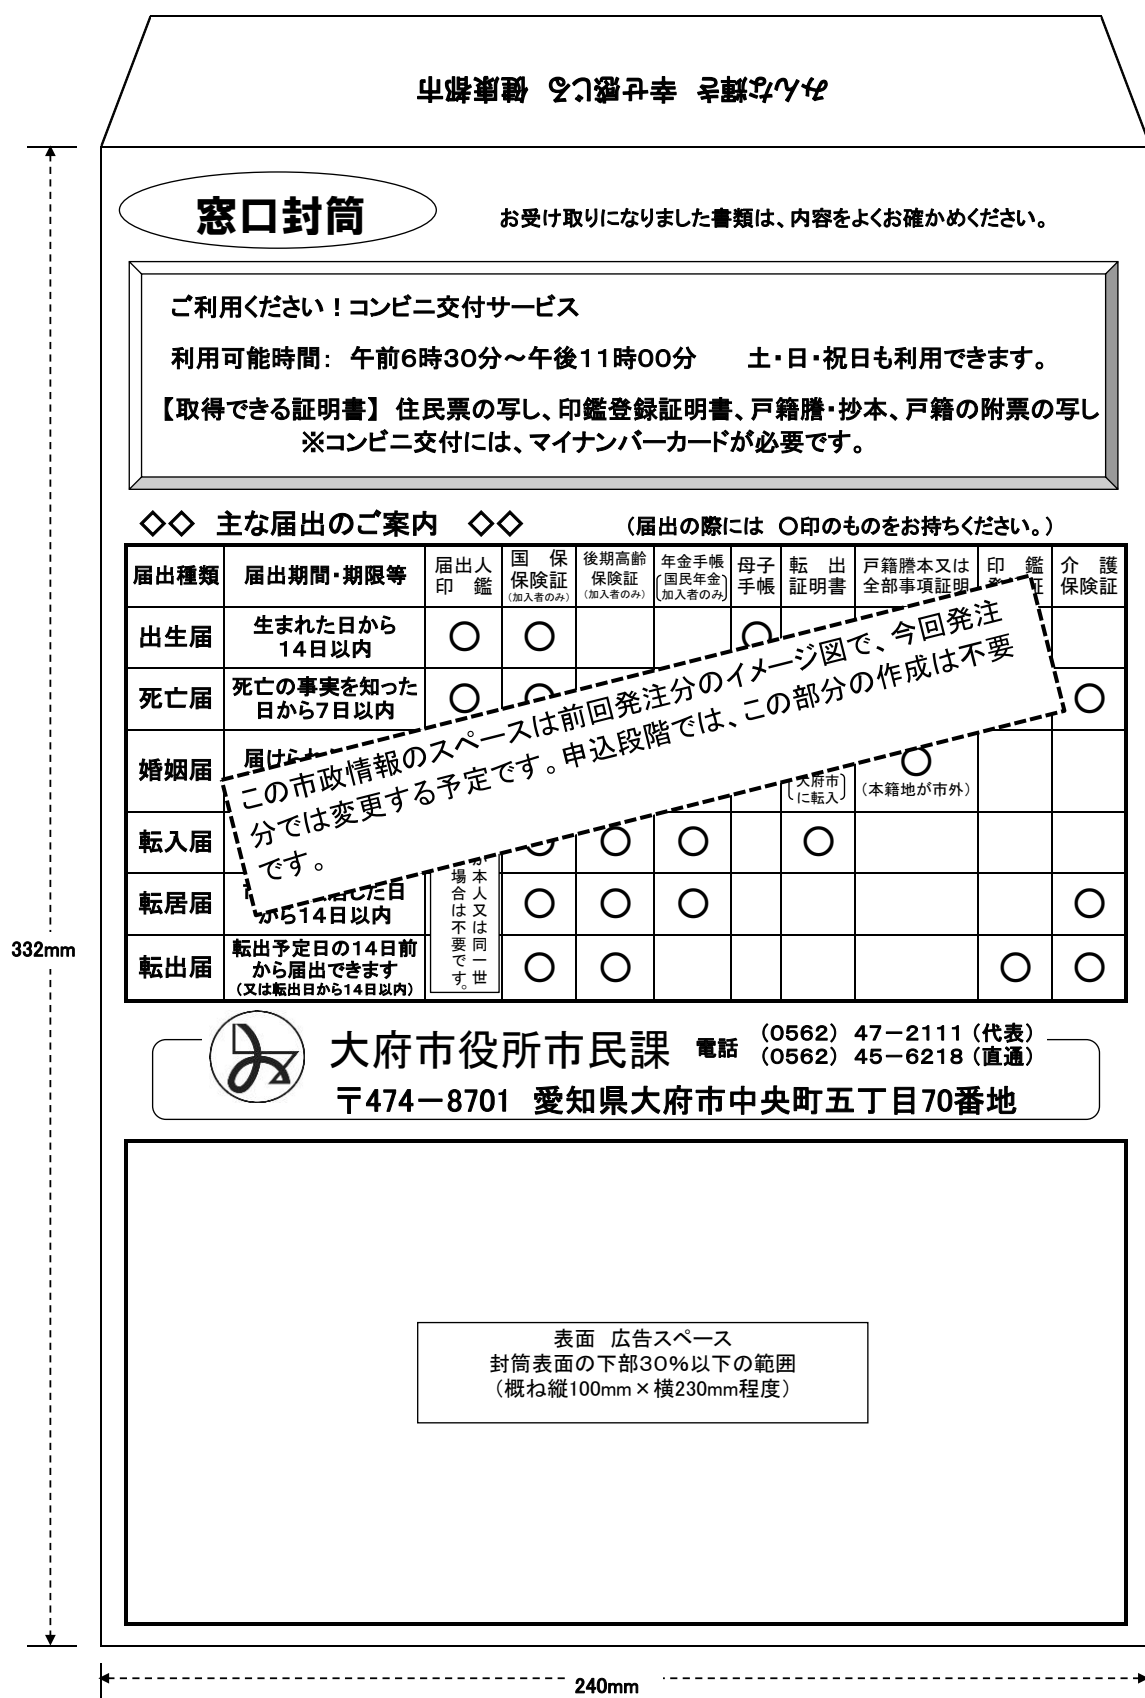 みんな輝き 幸せ感じる 健康都市
窓口封筒
お受け取りになりました書類は、内容をよくお確かめください。
ご利用ください！コンビニ交付サービス
利用可能時間： 午前6時30分～午後11時00分 土・日・祝日も利用できます。
【取得できる証明書】 住民票の写し、印鑑登録証明書、戸籍謄・抄本、戸籍の附票の写し
※コンビニ交付には、マイナンバーカードが必要です。
◇◇ 主な届出のご案内 ◇◇ （届出の際には ○印のものをお持ちください。）
届出種類
届出期間・期限等
届出人
印 鑑
国 保
保険証
（加入者のみ）
後期高齢
保険証
（加入者のみ）
年金手帳
国民年金
加入者のみ
母子
手帳
転 出
証明書
戸籍謄本又は
全部事項証明
印 鑑
証
介 護
保険証
出生届
生まれた日から
14日以内
○ ○ ○
死亡届
死亡の事実を知った
日から7日以内
○ ○ ○
婚姻届
届けら
大府市
に転入
○
（本籍地が市外）
転入届
○ ○ ○ ○
転居届
した日
から14日以内
○ ○ ○ ○
転出届
転出予定日の14日前
から届出できます
（又は転出日から14日以内）
○ ○ ○ ○
本人又は同一世
場合は不要です。
この市政情報のスペースは前回発注分のイメージ図で、今回発注
分では変更する予定です。申込段階では、この部分の作成は不要
です。
大府市役所市民課 電話
（0562） 47－2111（代表）
（0562） 45－6218（直通）
〒474－8701 愛知県大府市中央町五丁目70番地
表面 広告スペース
封筒表面の下部30％以下の範囲
（概ね縦100mm×横230mm程度）
332mm
240mm